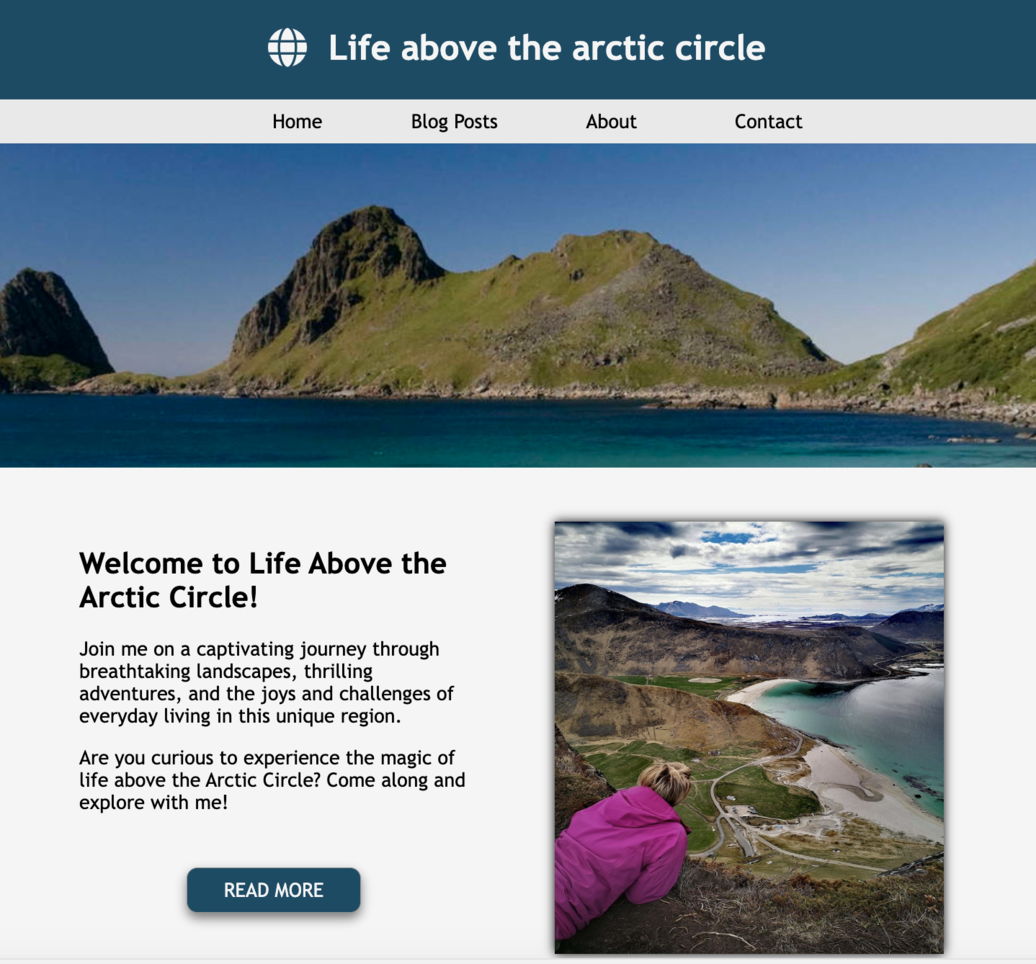 Life above the arctic circle
Home Blog Posts About Contact
Welcome to Life Above the
Arctic Circle!
Join me on a captivating journey through
breathtaking landscapes, thrilling
adventures, and the joys and challenges of
everyday living in this unique region.
Are you curious to experience the magic of
life above the Arctic Circle? Come along and
explore with me!
READ MORE